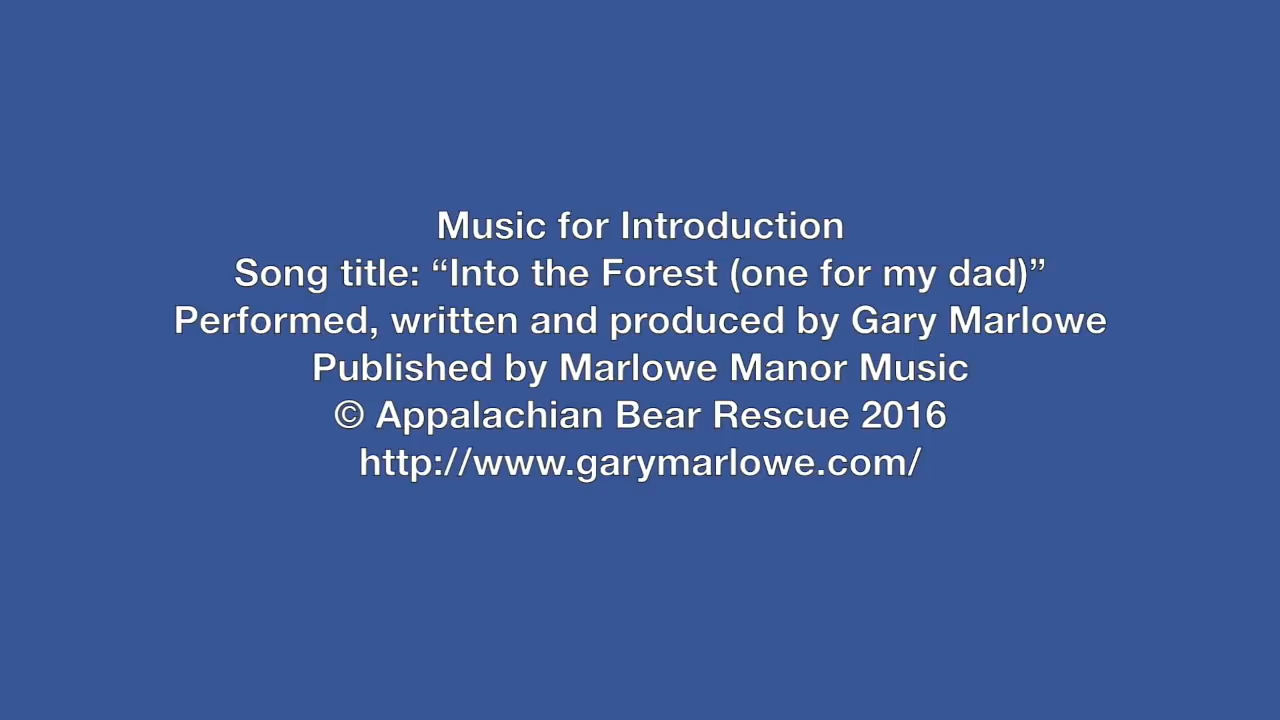 Music for Introduction
Song title: “Into the Forest (one for my dad)”
Performed, written and produced by Gary Marlowe
Published by Marlowe Manor Music
© Appalachian Bear Rescue 2016
http://www.garymarlowe.com/